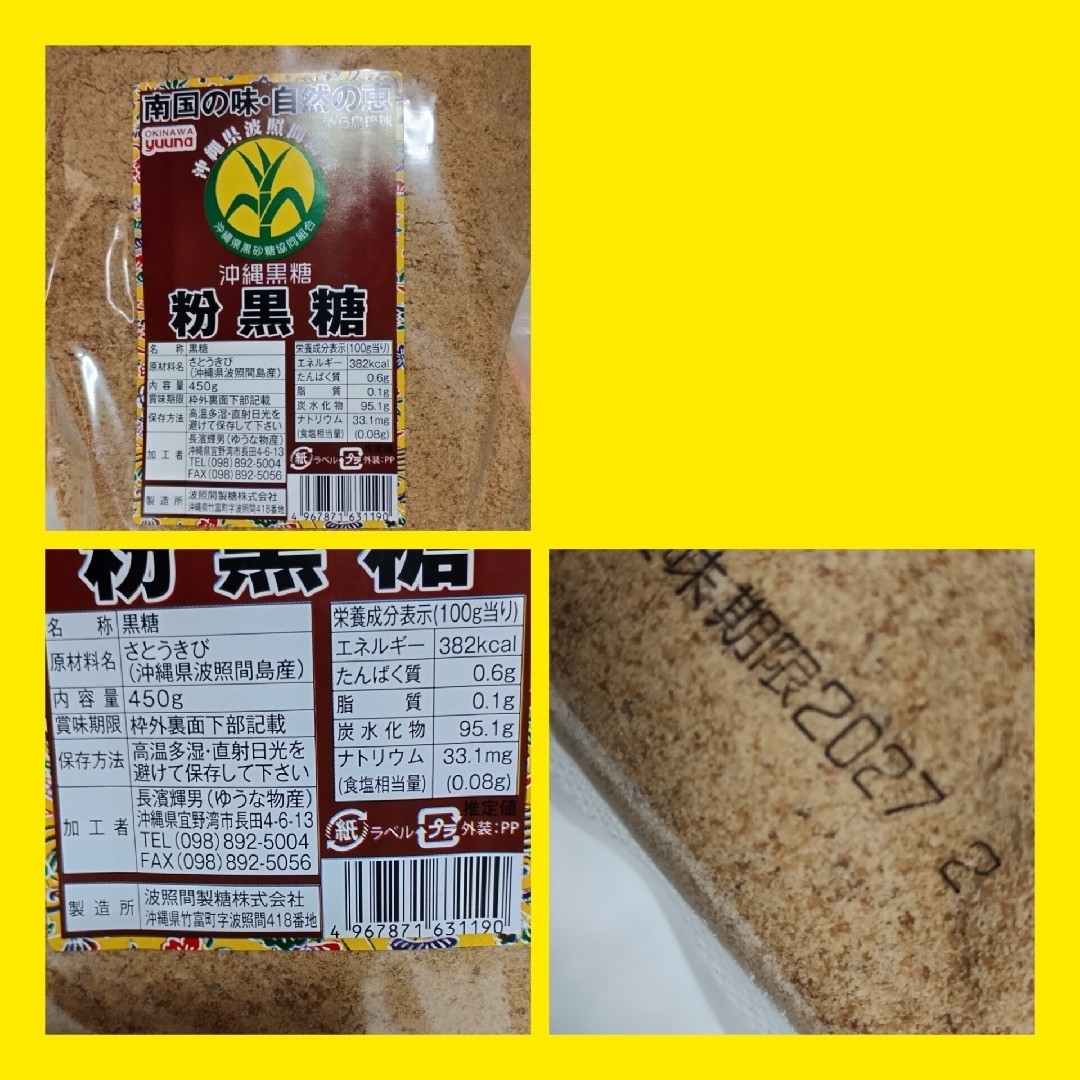 南国の味・自然の恵
OKINAWA
yuuna
沖縄県波照間
沖縄県黒砂糖協同組合
沖縄黒糖
粉黒糖
名称 黒糖
原材料名 さとうきび
(沖縄県波照間島産)
内容量 450g
賞味期限 枠外裏面下部記載
保存方法 高温多湿・直射日光を
避けて保存して下さい
加工者 長濱輝男(ゆうな物産)
沖縄県宜野湾市長田4-6-13
TEL(098)892-5004
FAX(098)892-5056
製造所 波照間製糖株式会社
沖縄県竹富町字波照間418番地
栄養成分表示(100g当り)
エネルギー 382kcal
たんぱく質 0.6g
脂質 0.1g
炭水化物 95.1g
ナトリウム 33.1mg
(食塩相当量) (0.08g)
推定値
紙 ラベル プラ 外装:PP
4 967871 631190
粉黒糖
名称 黒糖
原材料名 さとうきび
(沖縄県波照間島産)
内容量 450g
賞味期限 枠外裏面下部記載
保存方法 高温多湿・直射日光を
避けて保存して下さい
加工者 長濱輝男(ゆうな物産)
沖縄県宜野湾市長田4-6-13
TEL(098)892-5004
FAX(098)892-5056
製造所 波照間製糖株式会社
沖縄県竹富町字波照間418番地
栄養成分表示(100g当り)
エネルギー 382kcal
たんぱく質 0.6g
脂質 0.1g
炭水化物 95.1g
ナトリウム 33.1mg
(食塩相当量) (0.08g)
推定値
紙 ラベル プラ 外装:PP
4 967871 631190
味期限2027 2